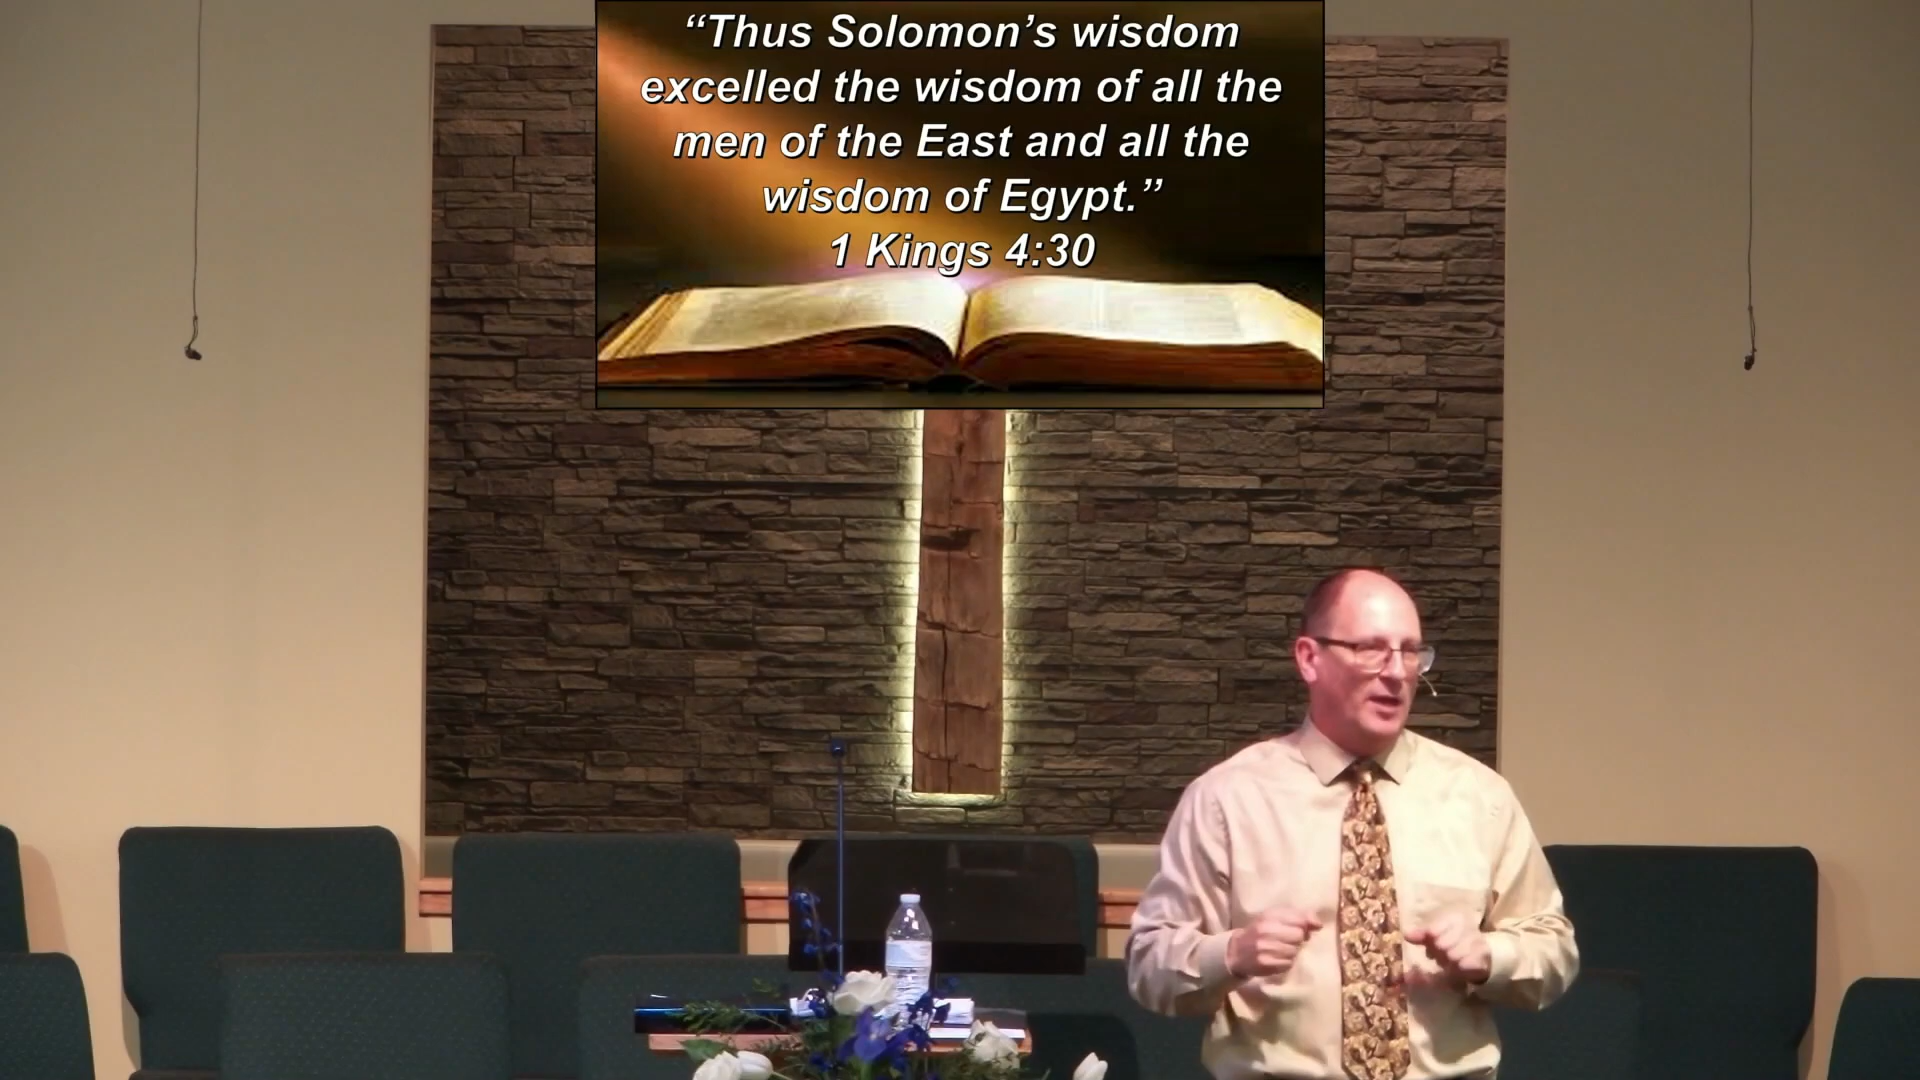 “Thus Solomon’s wisdom
excelled the wisdom of all the
men of the East and all the
wisdom of Egypt.”
1 Kings 4:30